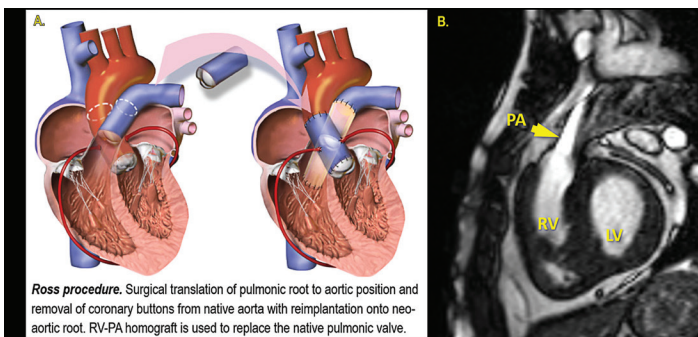 A.
Ross procedure. Surgical translation of pulmonic root to aortic position and
removal of coronary buttons from native aorta with reimplantation onto neo-
aortic root. RV-PA homograft is used to replace the native pulmonic valve.
B.
PA
RV
LV